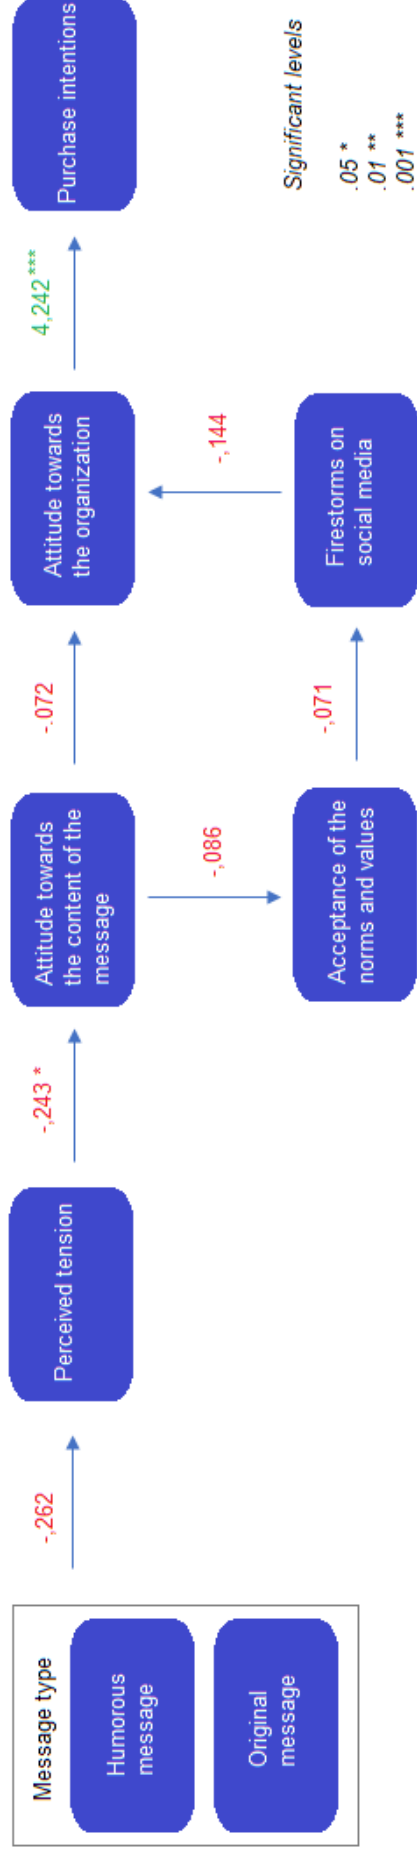 Message type
Humorous
message
Original
message
-,262
Perceived tension
-,243 *
Attitude towards
the content of the
message
-.072
Attitude towards
the organization
4,242***
Purchase intentions
-,086
-,144
Acceptance of the
norms and values
-,071
Firestorms on
social media
Significant levels
.05 *
.01 **
.001 ***